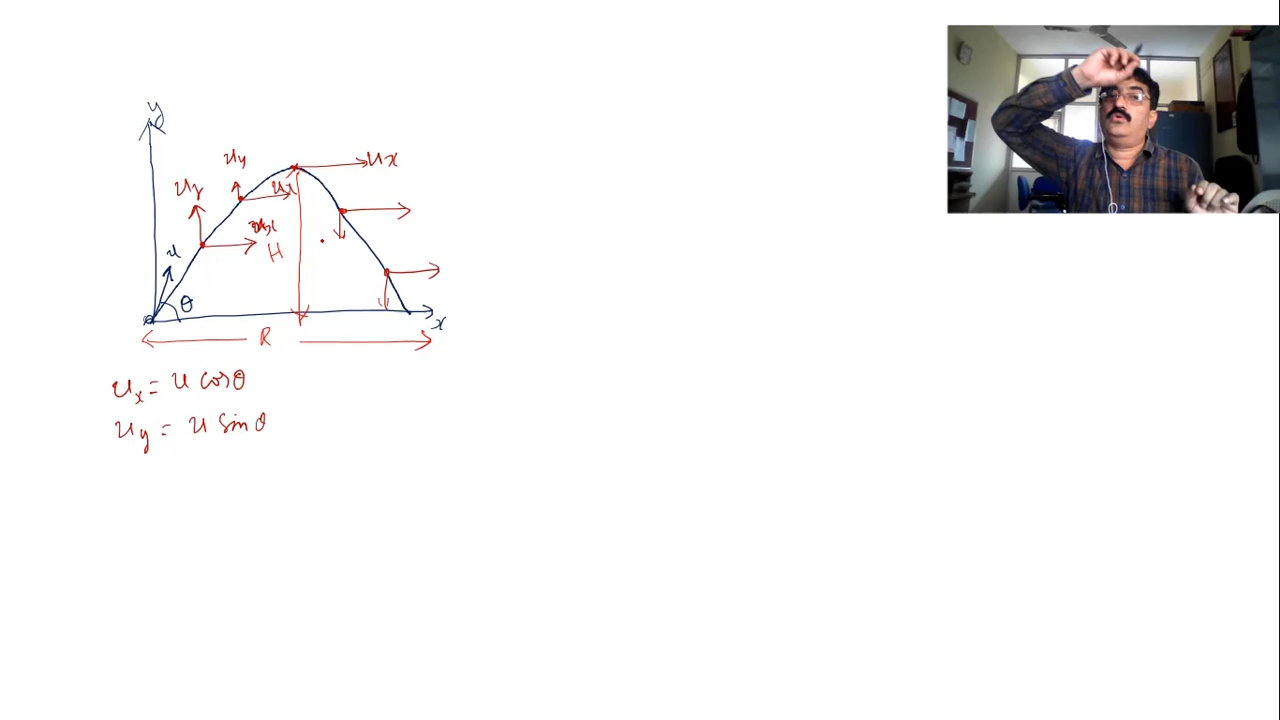 y
uy
ux
uy
ux
u
H
θ
x
R
ux = u cosθ
uy = u sinθ